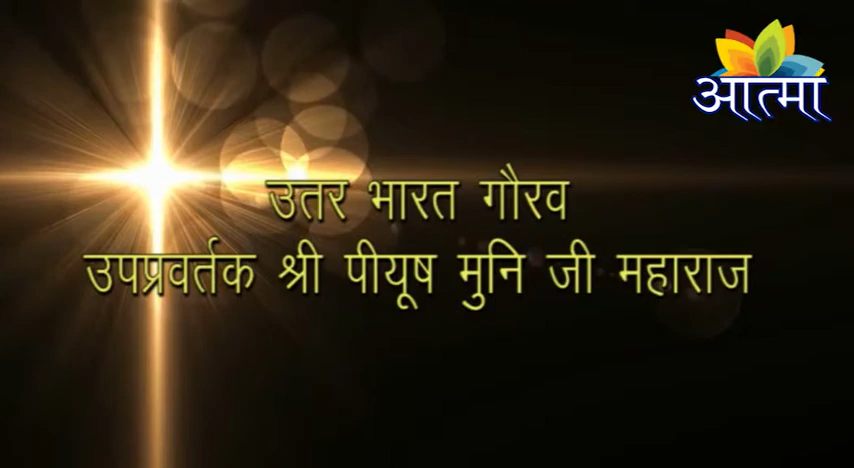 आत्मा
उतर भारत गौरव
उपप्रवर्तक श्री पीयूष मुनि जी महाराज